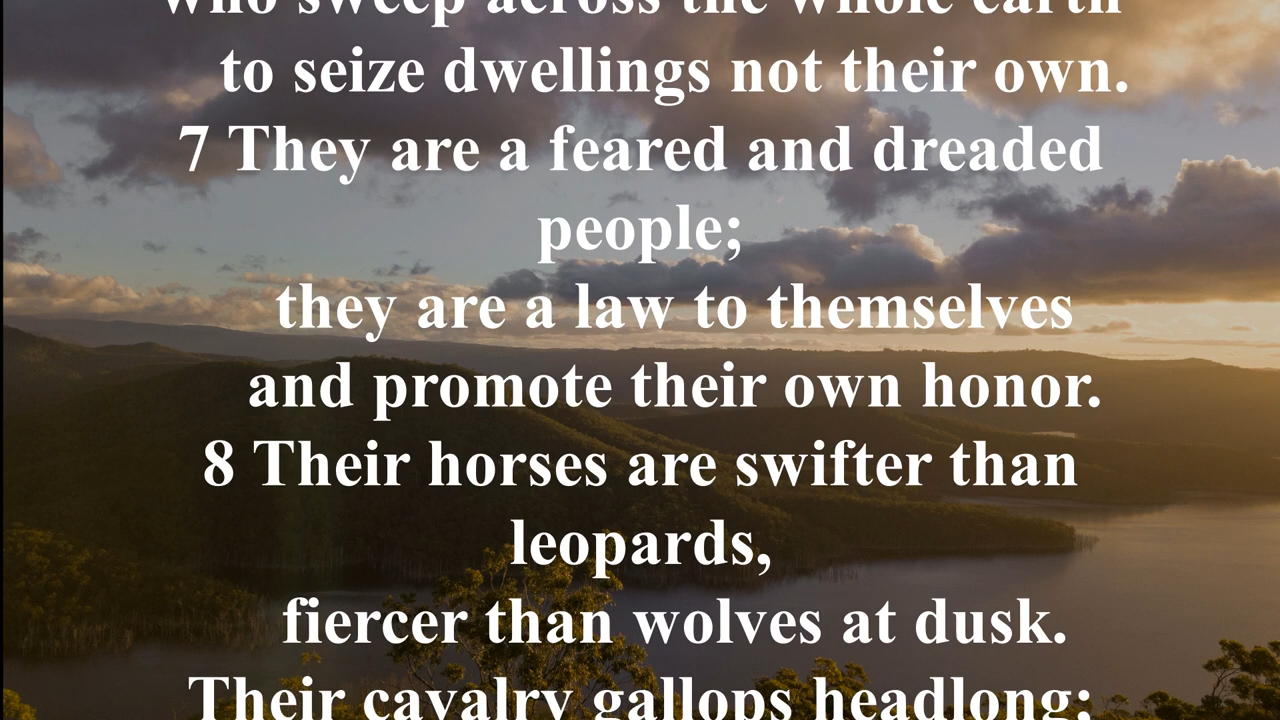 who sweep across the whole earth
to seize dwellings not their own.
7 They are a feared and dreaded
people;
they are a law to themselves
and promote their own honor.
8 Their horses are swifter than
leopards,
fiercer than wolves at dusk.
Their cavalry gallops headlong;